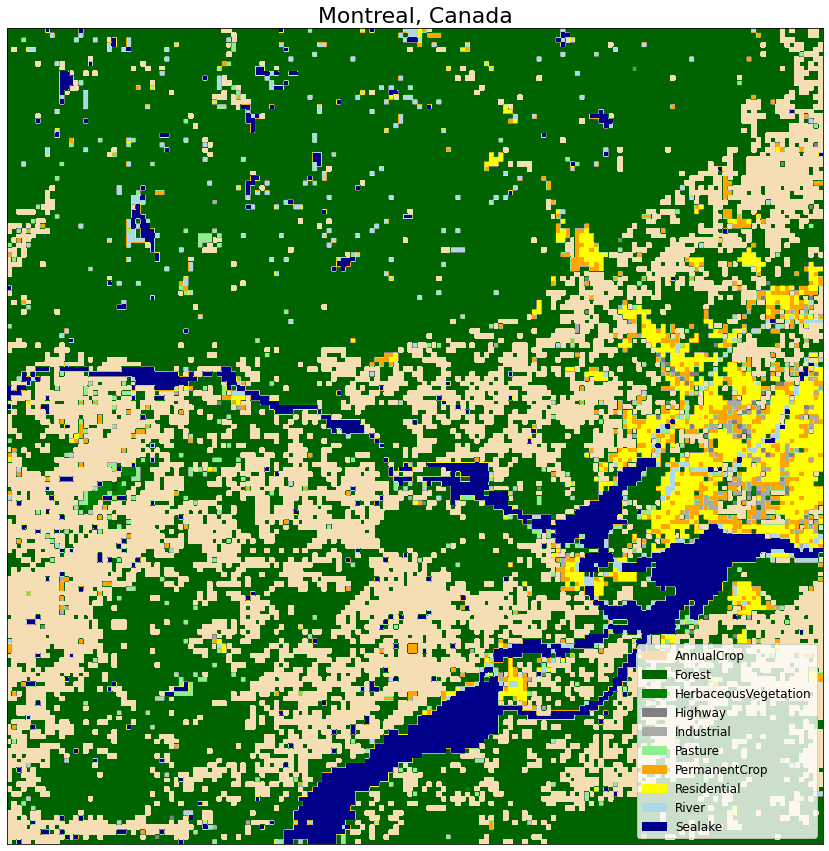 Montreal, Canada
AnnualCrop
Forest
HerbaceousVegetation
Highway
Industrial
Pasture
PermanentCrop
Residential
River
Sealake